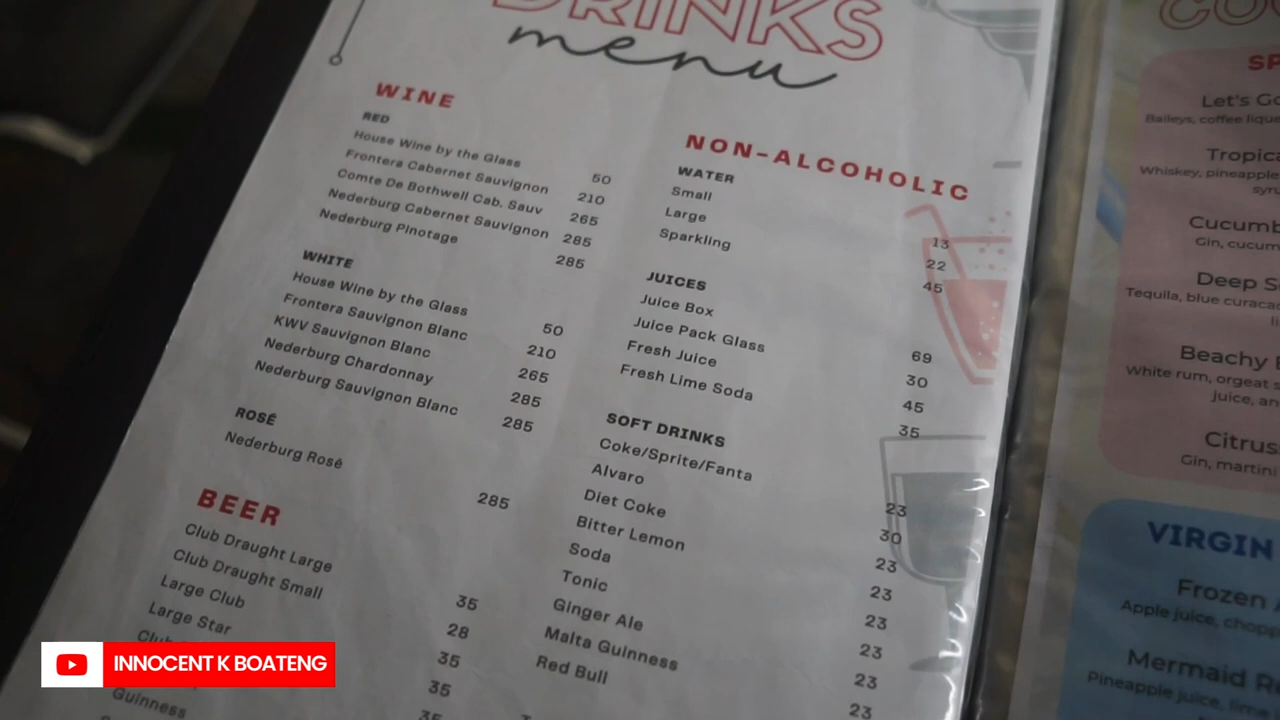 DRINKS
menu
WINE
RED
House Wine by the Glass 50
Frontera Cabernet Sauvignon 210
Comte De Bothwell Cab. Sauv 265
Nederburg Cabernet Sauvignon 285
Nederburg Pinotage 285
WHITE
House Wine by the Glass 50
Frontera Sauvignon Blanc 210
KWV Sauvignon Blanc 265
Nederburg Chardonnay 285
Nederburg Sauvignon Blanc 285
ROSÉ
Nederburg Rosé 285
BEER
Club Draught Large 35
Club Draught Small 28
Large Club 35
Large Star 35
Club 35
Guinness
NON-ALCOHOLIC
WATER
Small 13
Large 22
Sparkling 45
JUICES
Juice Box 69
Juice Pack Glass 30
Fresh Juice 45
Fresh Lime Soda 35
SOFT DRINKS
Coke/Sprite/Fanta 23
Alvaro 30
Diet Coke 23
Bitter Lemon 23
Soda 23
Tonic 23
Ginger Ale 23
Malta Guinness 23
Red Bull
Let's
Baileys, coffee
Whiskey, pineapple
Gin,
Deep
Tequila, blue
Beachy
White rum, orgeat
juice,
Citrus
Gin, martini
VIRGIN
Frozen
Apple juice,
Mermaid
Pineapple juice, lime
INNOCENT K BOATENG